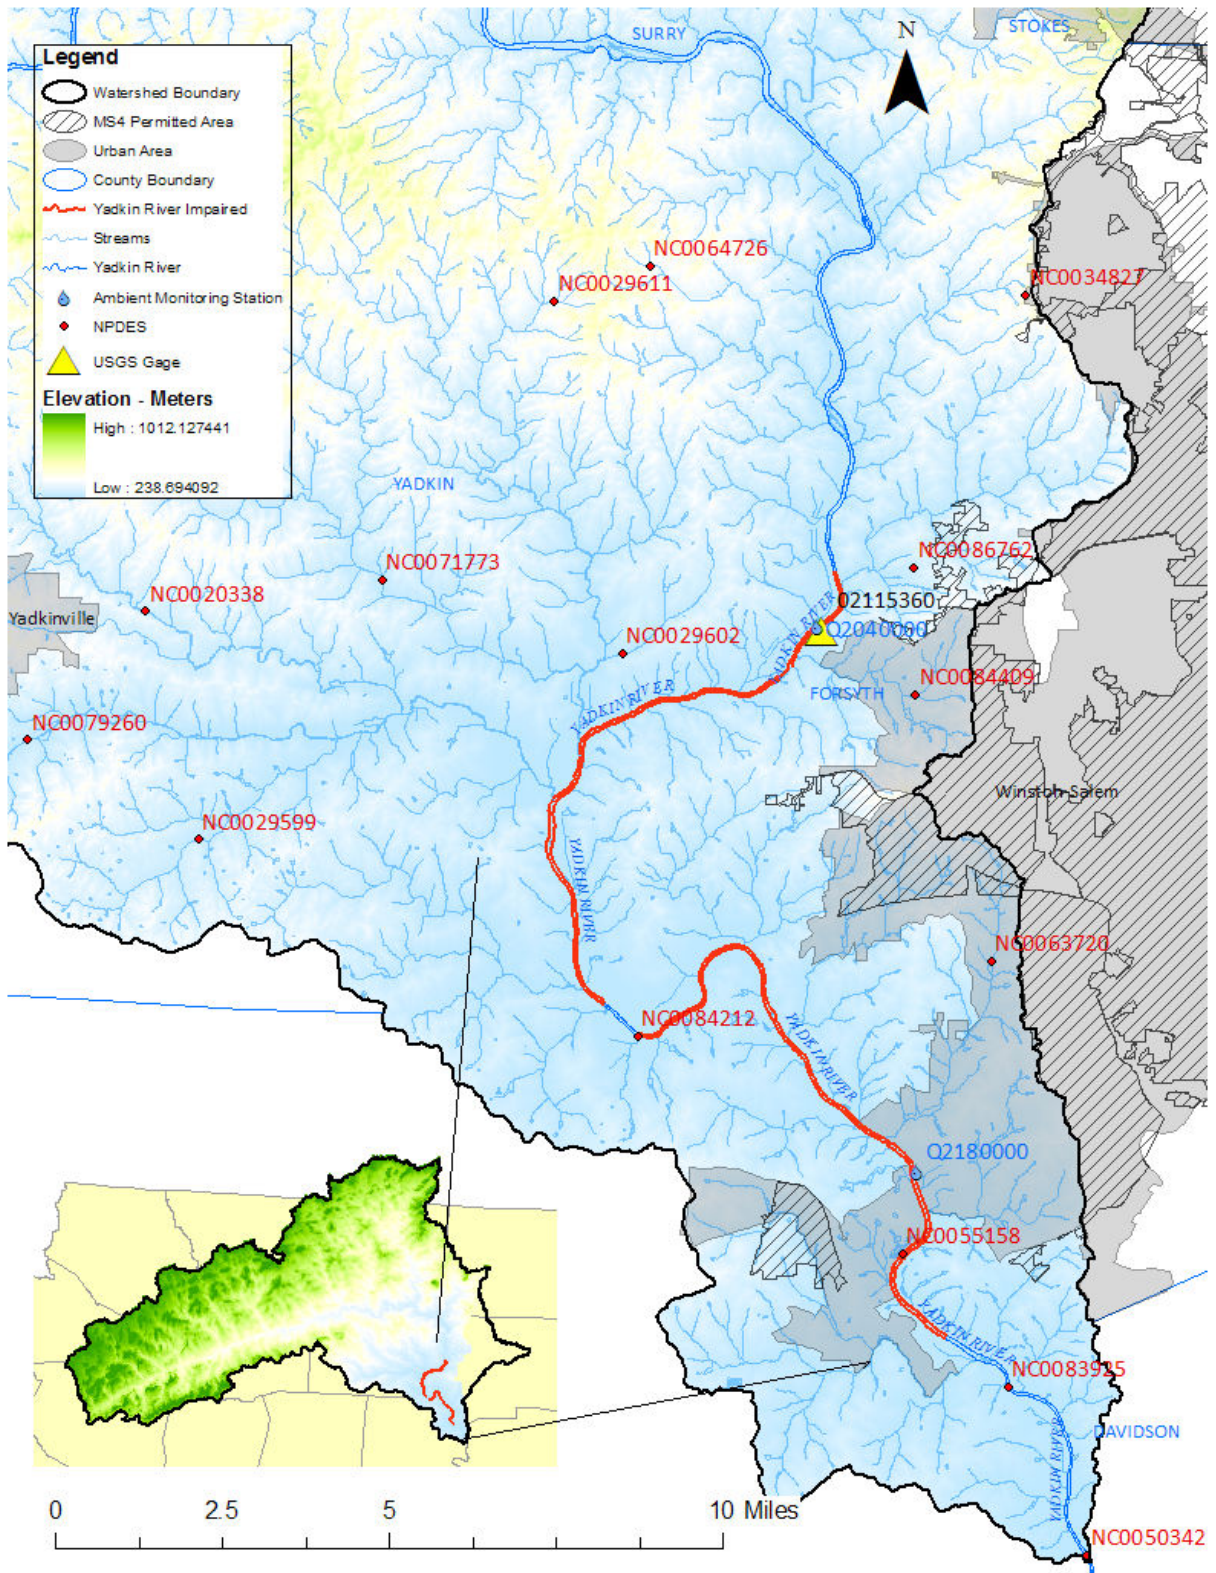 SURRY
STOKES
N
Legend
Watershed Boundary
MS4 Permitted Area
Urban Area
County Boundary
Yadkin River Impaired
Streams
Yadkin River
Ambient Monitoring Station
NPDES
USGS Gage
Elevation - Meters
High : 1012.127441
Low : 238.694092
NC0064726
NC0029611
NC0034827
YADKIN
NC0086762
NC0071773
NC0020338
02115360
Yadkinville
Q2040000
NC0029602
YADKIN RIVER
NC0084409
FORSYTH
YADKIN RIVER
NC0079260
Winston-Salem
NC0029599
YADKIN RIVER
NC0063720
NC0084212
YADKIN RIVER
Q2180000
NC0055158
YADKIN RIVER
NC0083925
DAVIDSON
YADKIN RIVER
0 2.5 5 10 Miles
NC0050342